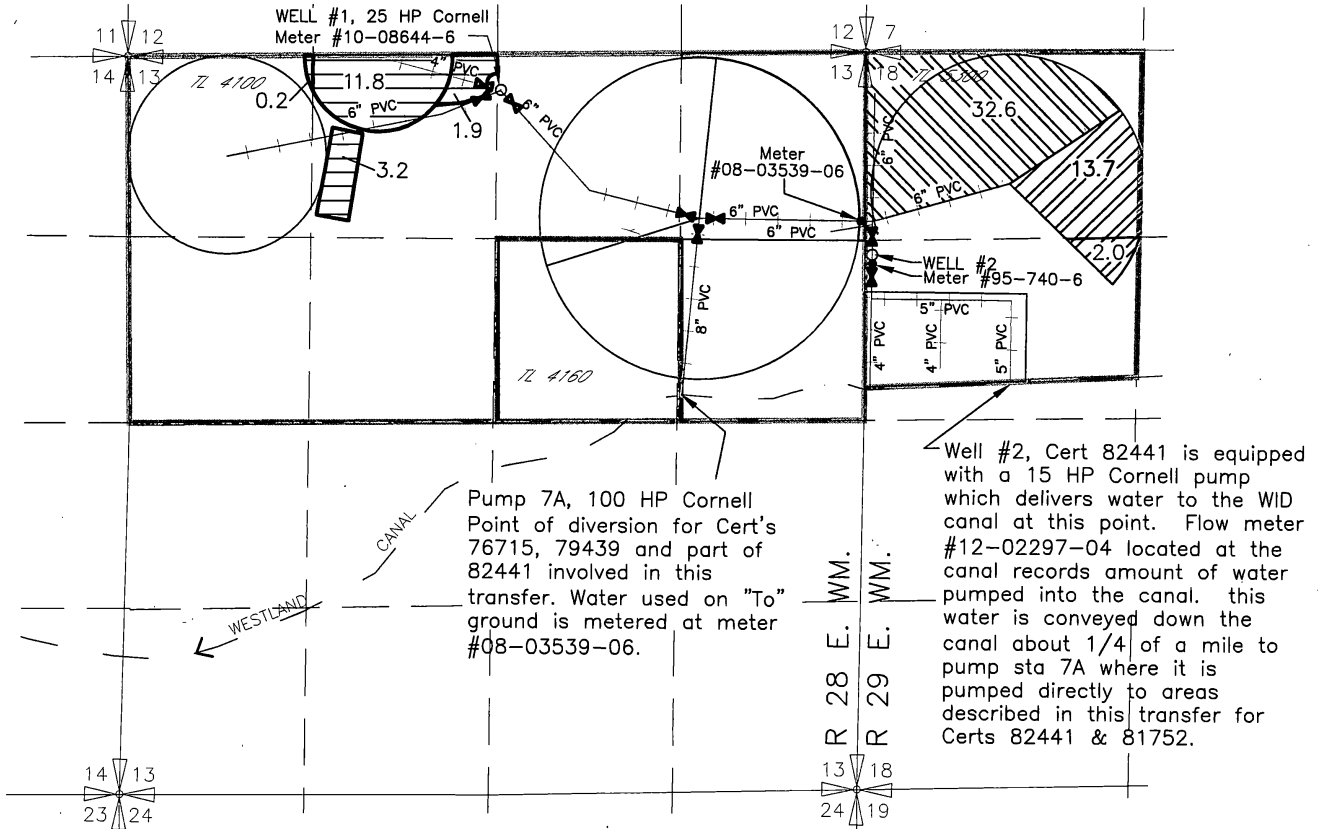 WELL #1, 25 HP Cornell
Meter #10-08644-6
11 12
14 13
12 7
13 18
TL 4100
0.2
11.8
4" PVC
6" PVC
1.9
6" PVC
3.2
Meter
#08-03539-06
6" PVC
6" PVC
TL 5300
32.6
6" PVC
6" PVC
13.7
2.0
WELL #2
Meter #95-740-6
8" PVC
5" PVC
4" PVC
4" PVC
5" PVC
TL 4160
Pump 7A, 100 HP Cornell
Point of diversion for Cert's
76715, 79439 and part of
82441 involved in this
transfer. Water used on "To"
ground is metered at meter
#08-03539-06.
Well #2, Cert 82441 is equipped
with a 15 HP Cornell pump
which delivers water to the WID
canal at this point. Flow meter
#12-02297-04 located at the
canal records amount of water
pumped into the canal. this
water is conveyed down the
canal about 1/4 of a mile to
pump sta 7A where it is
pumped directly to areas
described in this transfer for
Certs 82441 & 81752.
WESTLAND CANAL
R 28 E. WM.
R 29 E. WM.
14 13
23 24
13 18
24 19